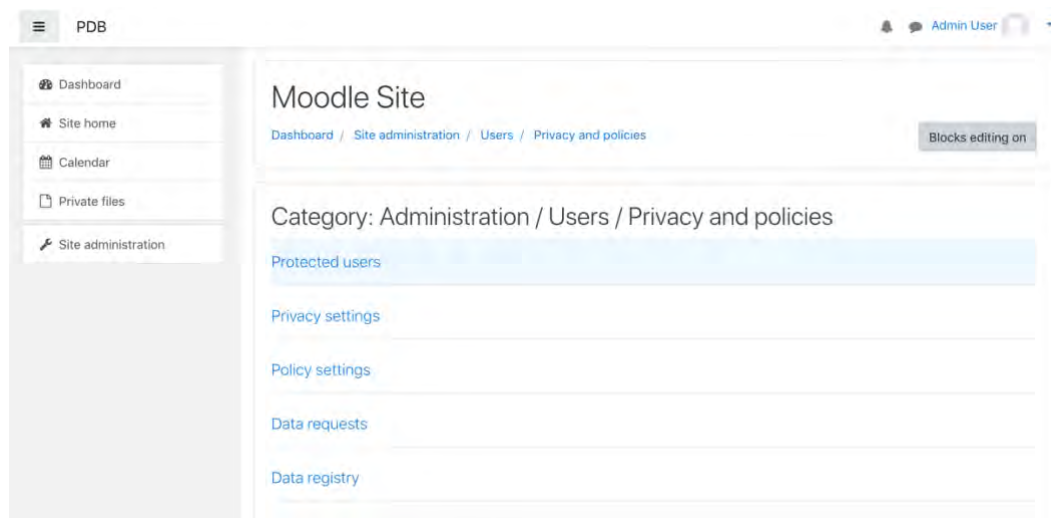 PDB
Admin User
Dashboard
Site home
Calendar
Private files
Site administration
Moodle Site
Dashboard / Site administration / Users / Privacy and policies
Blocks editing on
Category: Administration / Users / Privacy and policies
Protected users
Privacy settings
Policy settings
Data requests
Data registry